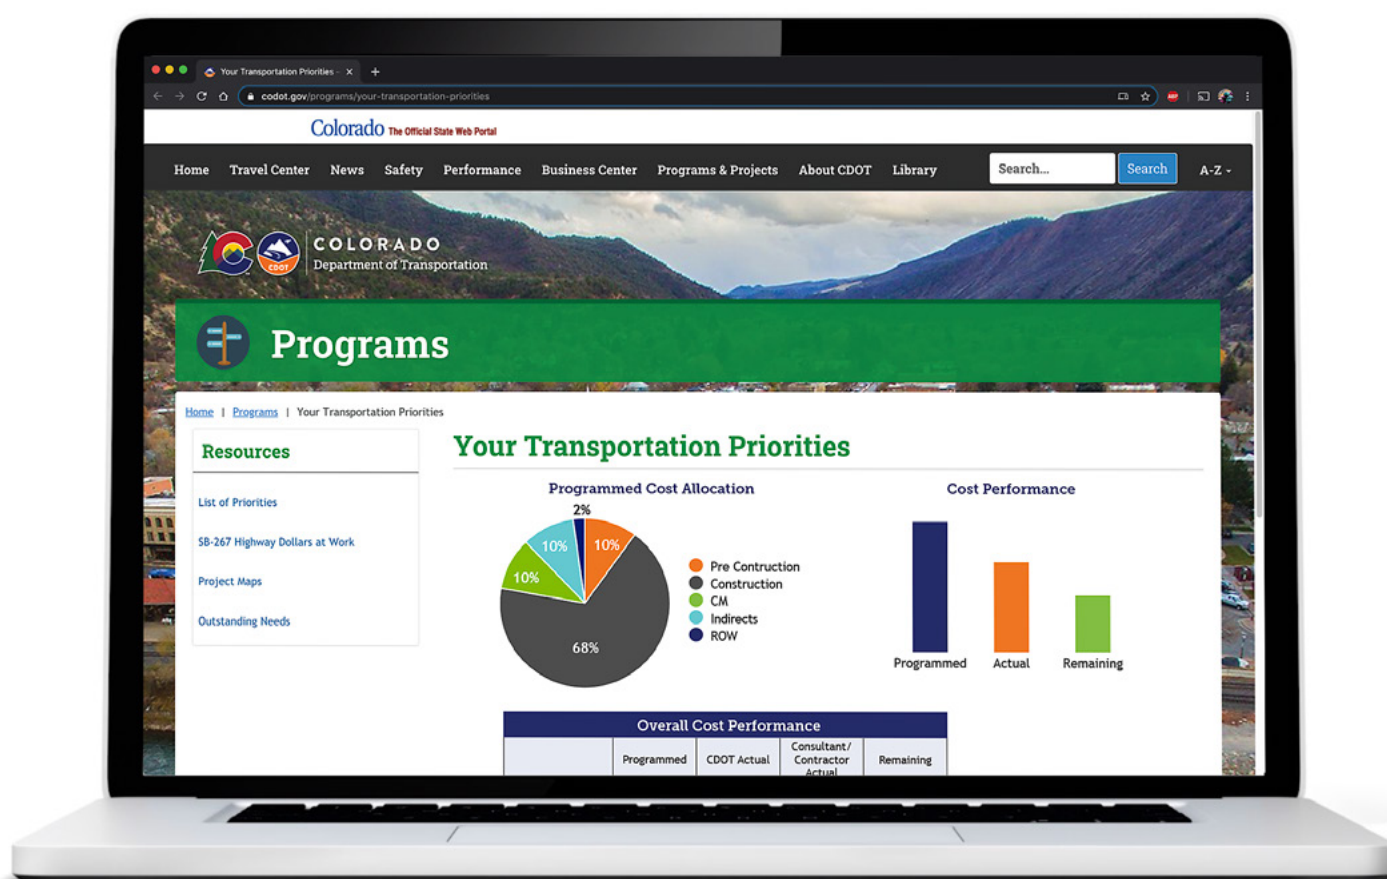 Your Transportation Priorities -
codot.gov/programs/your-transportation-priorities
ABP
Colorado The Official State Web Portal
Home Travel Center News Safety Performance Business Center Programs & Projects About CDOT Library Search... Search A-Z
COLORADO
CDOT
Department of Transportation
Programs
Home | Programs | Your Transportation Priorities
Resources
List of Priorities
SB-267 Highway Dollars at Work
Project Maps
Outstanding Needs
Your Transportation Priorities
Programmed Cost Allocation
2%
10% 10%
10%
68%
Pre Contruction
Construction
CM
Indirects
ROW
Cost Performance
Programmed Actual Remaining
Overall Cost Performance
Programmed CDOT Actual Consultant/ Remaining
Contractor
Actual